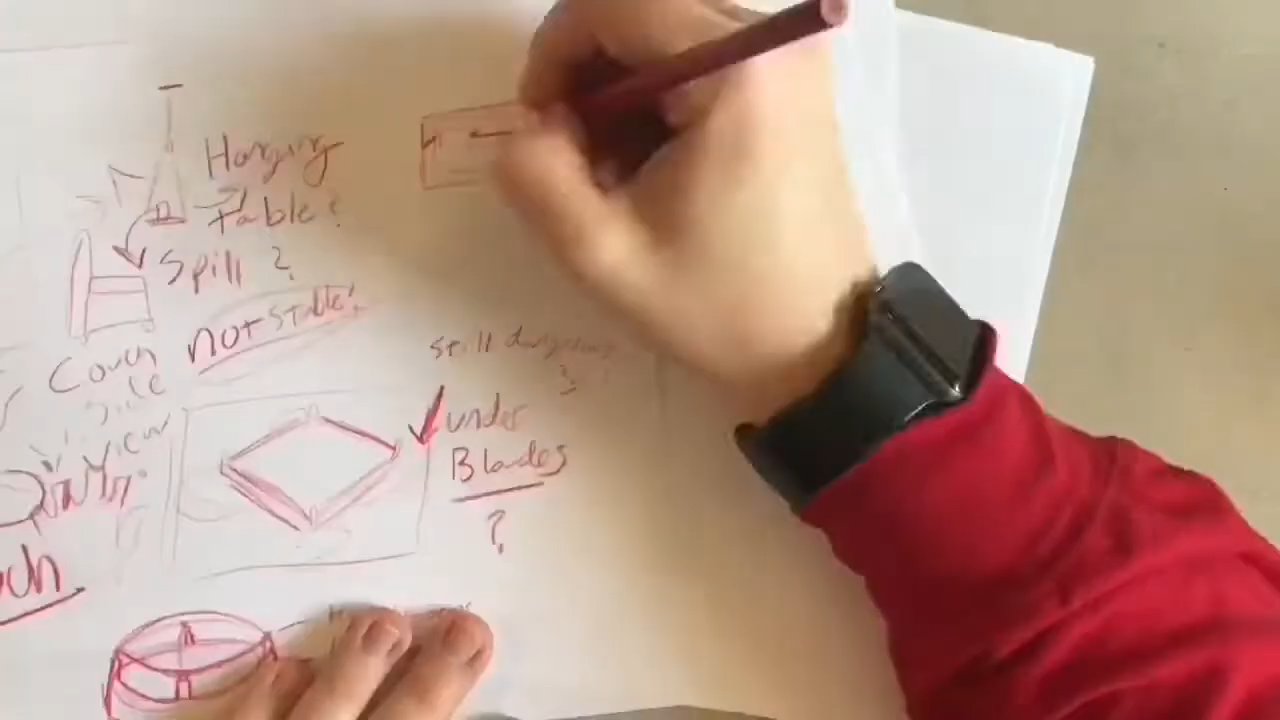 Hanging
Table?
Spill ?
not stable!
Couch
side
view
still dangerous
?
under
Blades
?